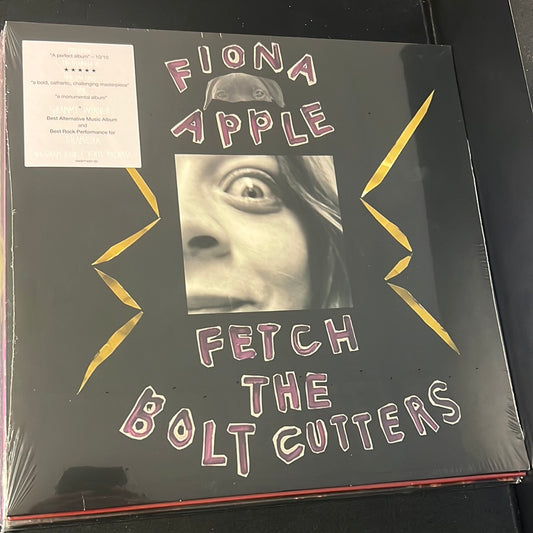 "A perfect album" – 10/10
★★★★★
"a bold, cathartic, challenging masterpiece"
"a monumental album"
Best Alternative Music Album
and
Best Rock Performance for
FIONA
APPLE
FETCH
THE
BOLT CUTTERS